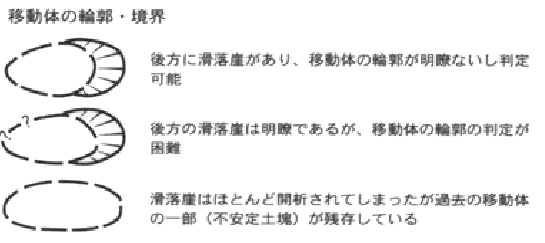 移動体の輪郭・境界
後方に滑落崖があり、移動体の輪郭が明瞭ないし判定
可能
? ?
後方の滑落崖は明瞭であるが、移動体の輪郭の判定が
困難
滑落崖はほとんど開析されてしまったが過去の移動体
の一部（不安定土塊）が残存している